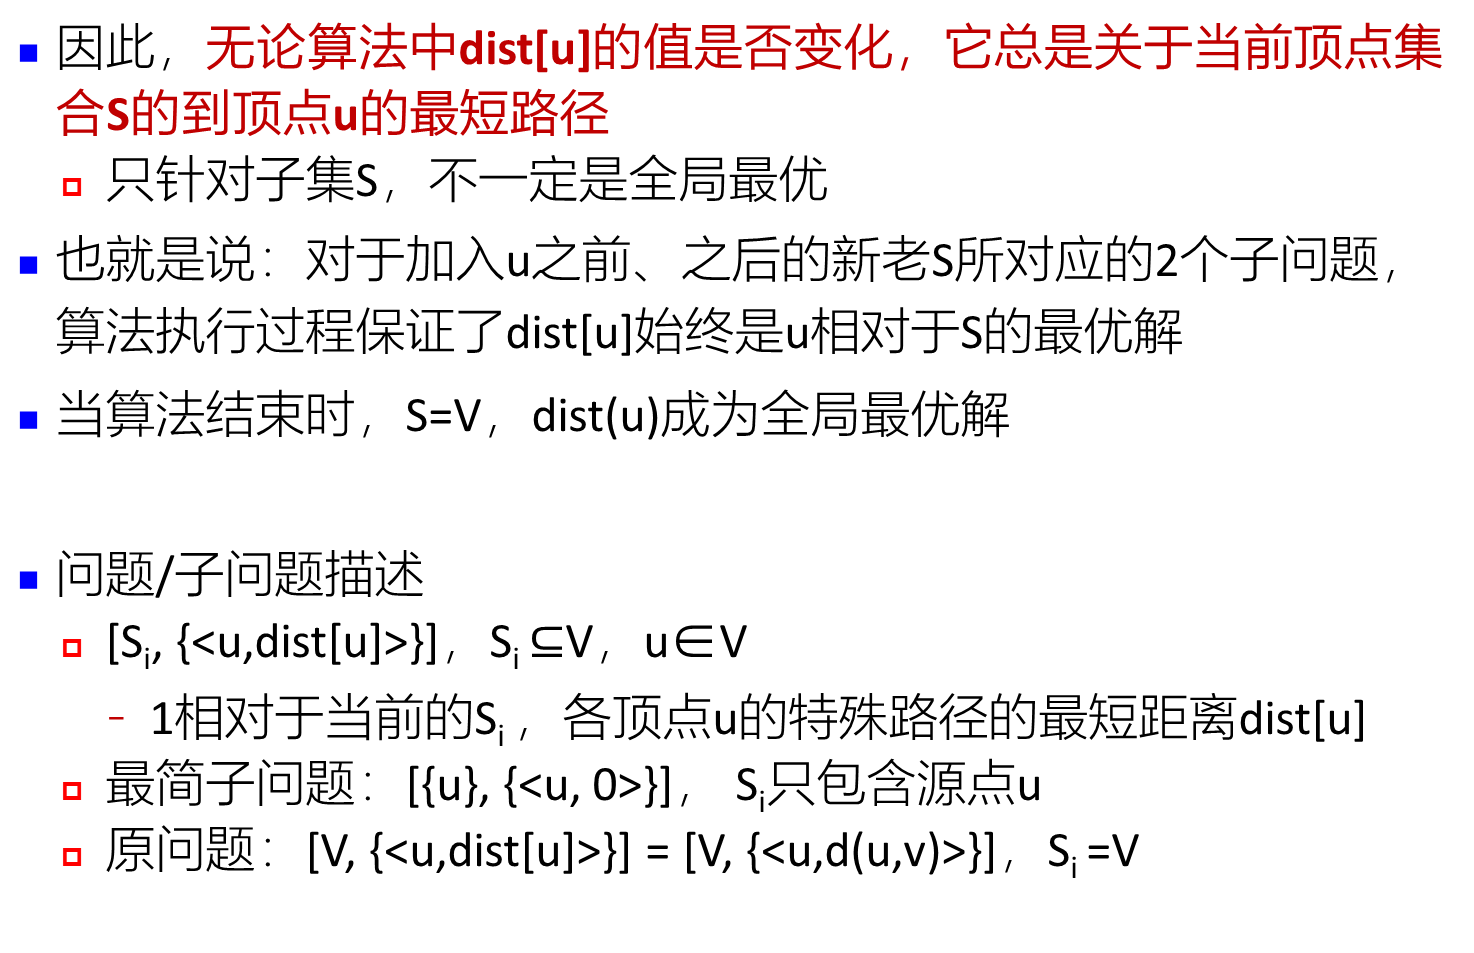 因此，无论算法中dist[u]的值是否变化，它总是关于当前顶点集
合S的到顶点u的最短路径
只针对子集S，不一定是全局最优
也就是说：对于加入u之前、之后的新老S所对应的2个子问题，
算法执行过程保证了dist[u]始终是u相对于S的最优解
当算法结束时，S=V，dist(u)成为全局最优解
问题/子问题描述
[Si, {<u,dist[u]>}]，Si ⊆V，u∈V
- 1相对于当前的Si ，各顶点u的特殊路径的最短距离dist[u]
最简子问题：[{u}, {<u, 0>}]， Si只包含源点u
原问题：[V, {<u,dist[u]>}] = [V, {<u,d(u,v)>}]，Si =V